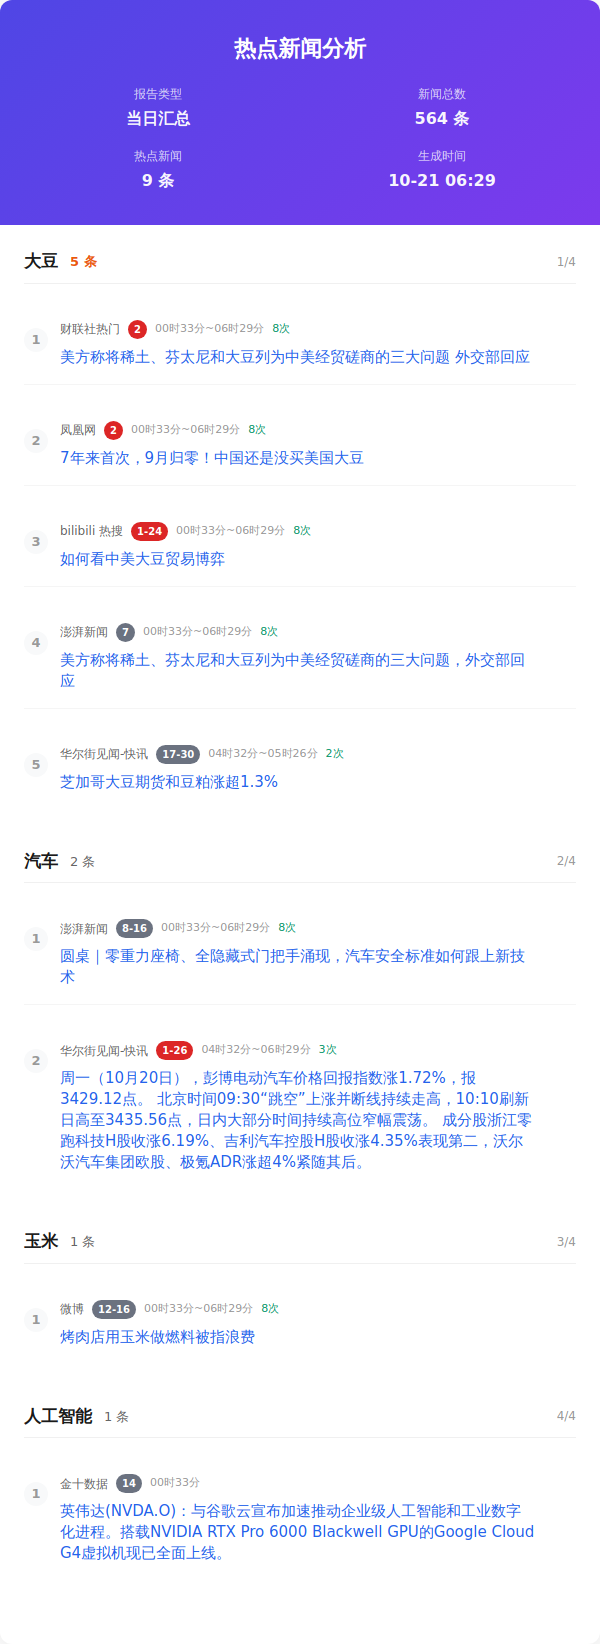 热点新闻分析
报告类型
新闻总数
当日汇总
564 条
热点新闻
生成时间
9 条
10-21 06:29
大豆 5 条 1/4
1
财联社热门 2 00时33分~06时29分 8次
美方称将稀土、芬太尼和大豆列为中美经贸磋商的三大问题 外交部回应
2
凤凰网 2 00时33分~06时29分 8次
7年来首次，9月归零！中国还是没买美国大豆
3
bilibili 热搜 1-24 00时33分~06时29分 8次
如何看中美大豆贸易博弈
4
澎湃新闻 7 00时33分~06时29分 8次
美方称将稀土、芬太尼和大豆列为中美经贸磋商的三大问题，外交部回
应
5
华尔街见闻-快讯 17-30 04时32分~05时26分 2次
芝加哥大豆期货和豆粕涨超1.3%
汽车 2 条 2/4
1
澎湃新闻 8-16 00时33分~06时29分 8次
圆桌｜零重力座椅、全隐藏式门把手涌现，汽车安全标准如何跟上新技
术
2
华尔街见闻-快讯 1-26 04时32分~06时29分 3次
周一（10月20日），彭博电动汽车价格回报指数涨1.72%，报
3429.12点。 北京时间09:30“跳空”上涨并断线持续走高，10:10刷新
日高至3435.56点，日内大部分时间持续高位窄幅震荡。 成分股浙江零
跑科技H股收涨6.19%、吉利汽车控股H股收涨4.35%表现第二，沃尔
沃汽车集团欧股、极氪ADR涨超4%紧随其后。
玉米 1 条 3/4
1
微博 12-16 00时33分~06时29分 8次
烤肉店用玉米做燃料被指浪费
人工智能 1 条 4/4
1
金十数据 14 00时33分
英伟达(NVDA.O)：与谷歌云宣布加速推动企业级人工智能和工业数字
化进程。搭载NVIDIA RTX Pro 6000 Blackwell GPU的Google Cloud
G4虚拟机现已全面上线。